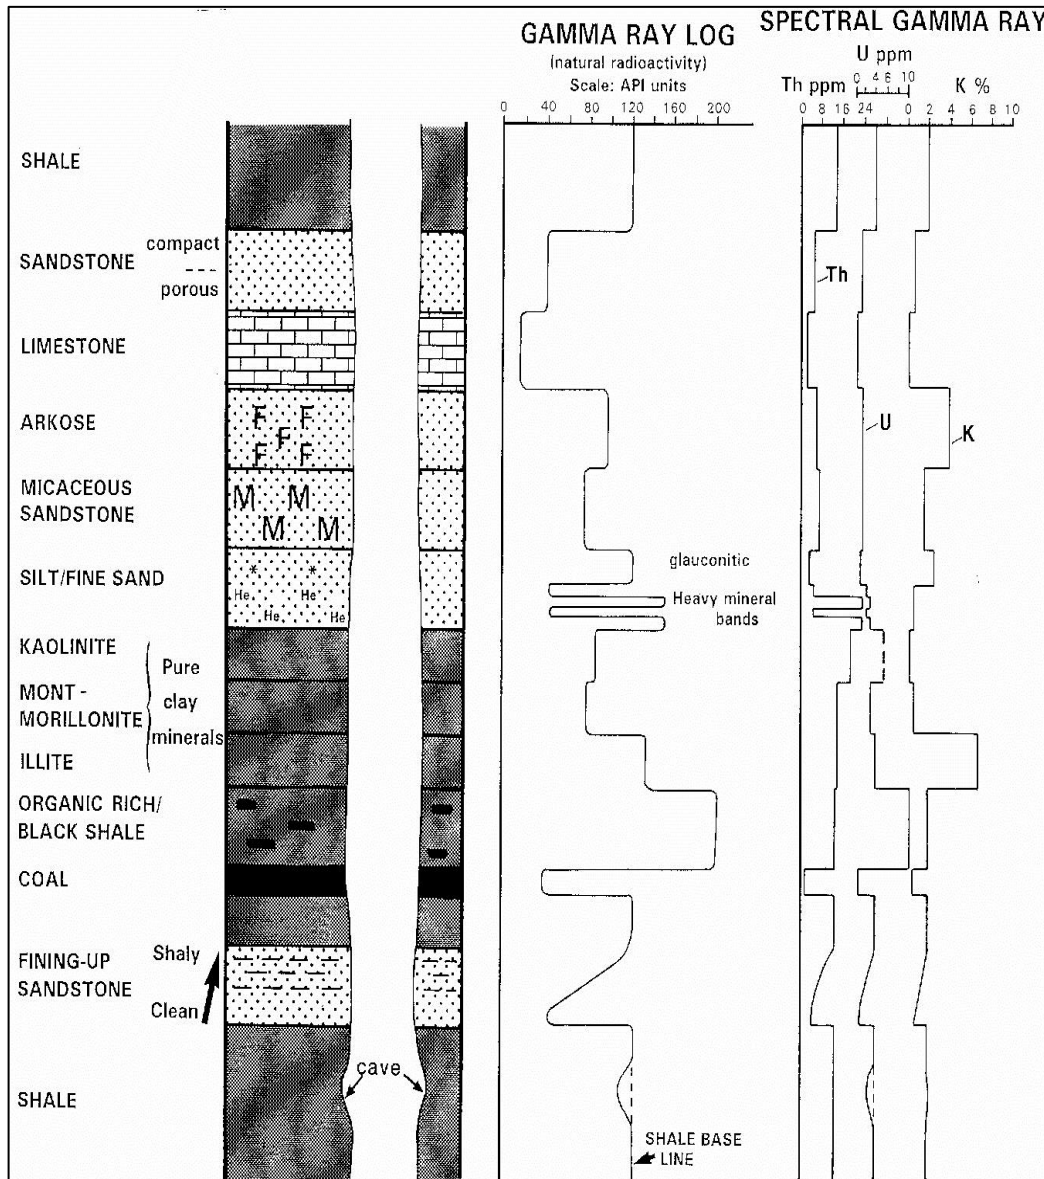 GAMMA RAY LOG
(natural radioactivity)
Scale: API units
0 40 80 120 160 200
SPECTRAL GAMMA RAY
U ppm
0 2 4 6 8 10
Th ppm
K %
0 8 16 24 0 2 4 6 8 10
SHALE
SANDSTONE
compact
porous
LIMESTONE
ARKOSE
F F
F
F F
MICACEOUS
SANDSTONE
M M
M M
SILT/FINE SAND
* *
He He
He He
KAOLINITE
MONT-
MORILLONITE
ILLITE
Pure
clay
minerals
ORGANIC RICH/
BLACK SHALE
COAL
FINING-UP
SANDSTONE
Shaly
Clean
SHALE
cave
Th
U
K
glauconitic
Heavy mineral
bands
SHALE BASE
LINE